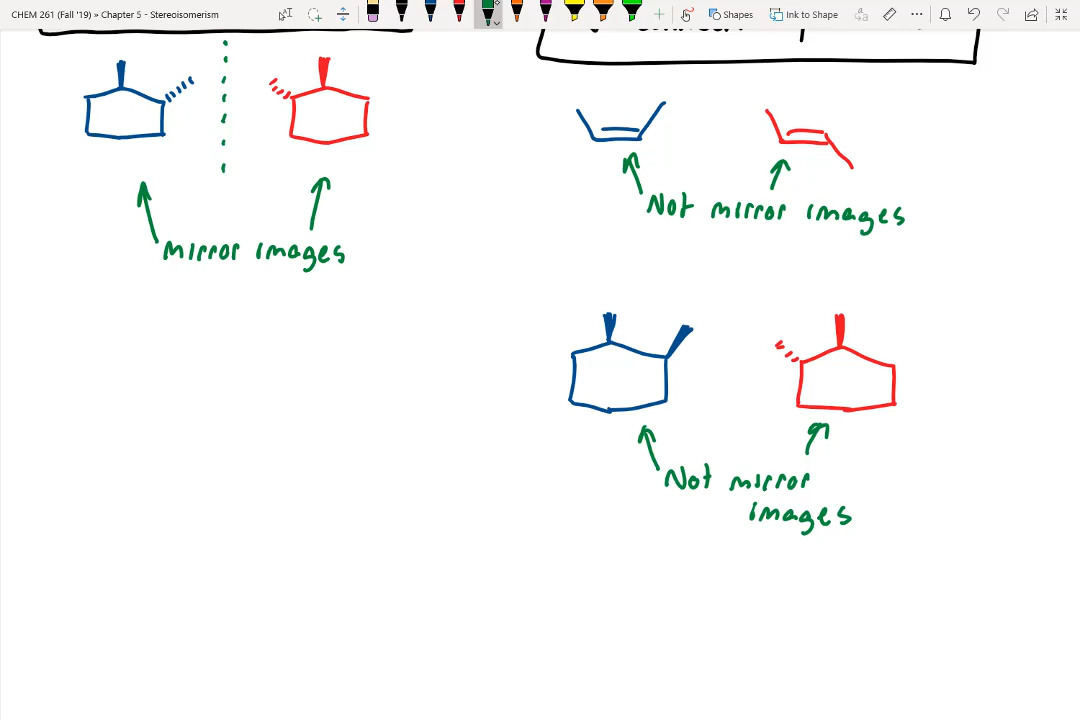 CHEM 261 (Fall '19) » Chapter 5 - Stereoisomerism
Shapes
Ink to Shape
Not mirror images
Mirror images
Not mirror
images